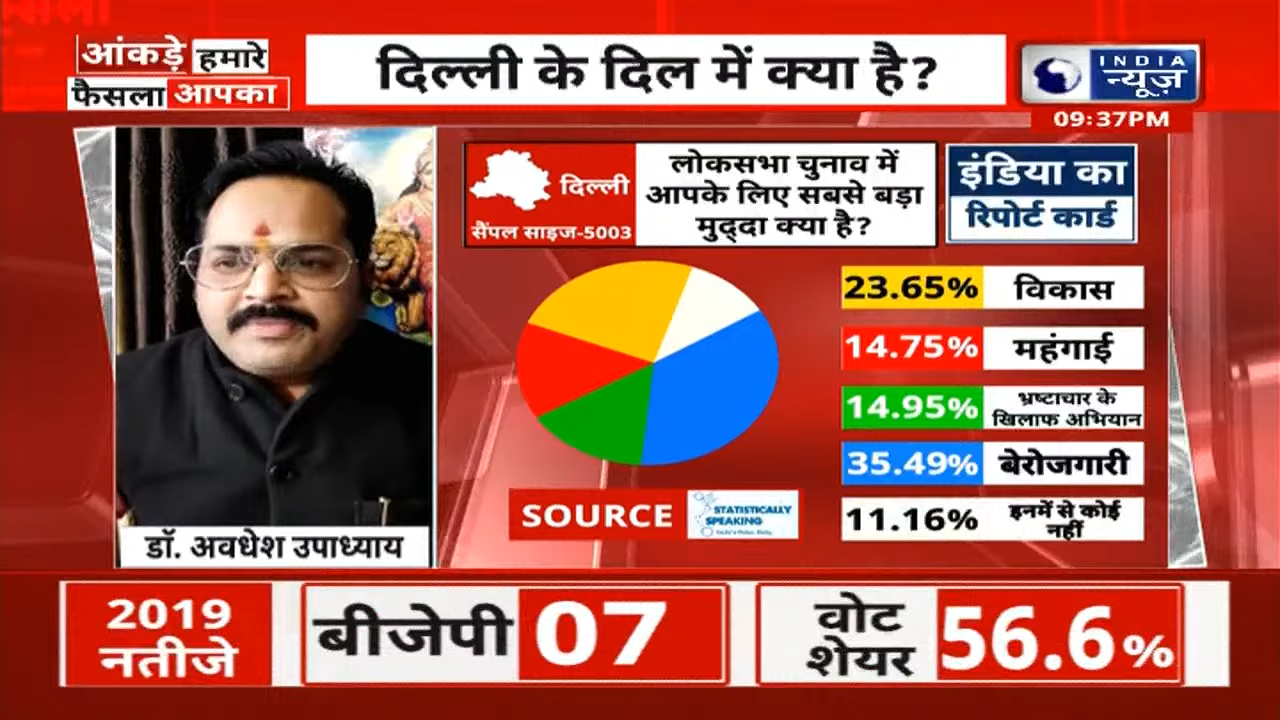 आंकड़े हमारे
फैसला आपका
दिल्ली के दिल में क्या है?
INDIA
न्यूज़
09:37PM
दिल्ली
सैंपल साइज-5003
लोकसभा चुनाव में
आपके लिए सबसे बड़ा
मुद्दा क्या है?
इंडिया का
रिपोर्ट कार्ड
23.65% विकास
14.75% महंगाई
14.95% भ्रष्टाचार के
खिलाफ अभियान
35.49% बेरोजगारी
11.16% इनमें से कोई
नहीं
SOURCE
STATISTICALLY
SPEAKING
डॉ. अवधेश उपाध्याय
2019
नतीजे
बीजेपी 07
वोट
शेयर
56.6%